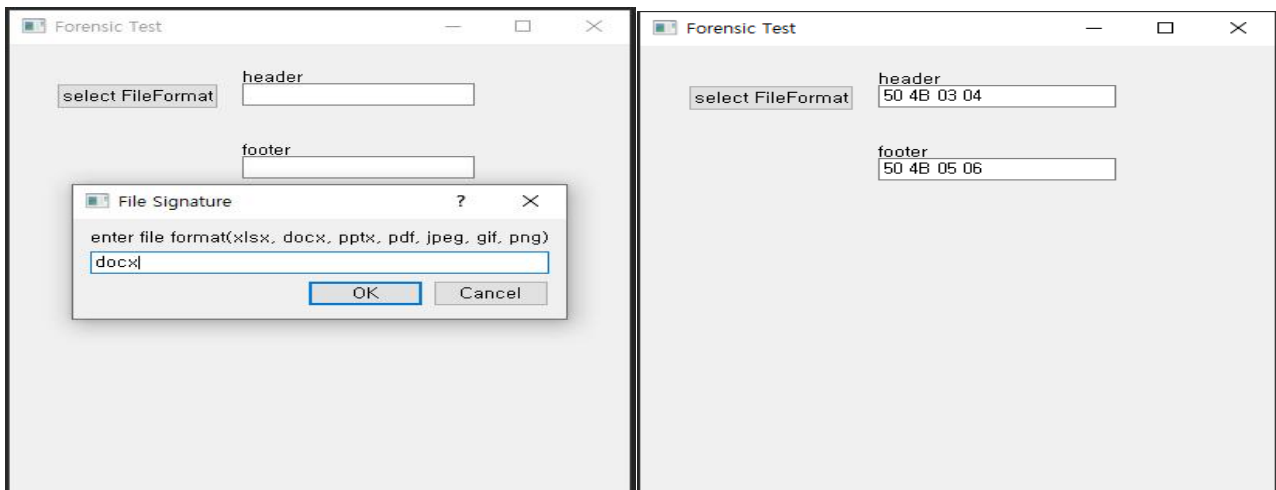 Forensic Test
header
select FileFormat
footer
File Signature
enter file format(xlsx, docx, pptx, pdf, jpeg, gif, png)
docx
OK Cancel
Forensic Test
header
select FileFormat 50 4B 03 04
footer
50 4B 05 06